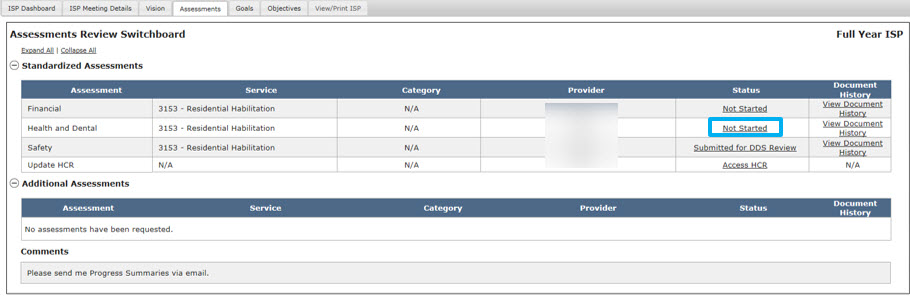 ISP Dashboard ISP Meeting Details Vision Assessments Goals Objectives View/Print ISP
Assessments Review Switchboard Full Year ISP
Expand All | Collapse All
Standardized Assessments
Assessment Service Category Provider Status Document History
Financial 3153 - Residential Habilitation N/A Not Started View Document History
Health and Dental 3153 - Residential Habilitation N/A Not Started View Document History
Safety 3153 - Residential Habilitation N/A Submitted for DDS Review View Document History
Update HCR N/A N/A Access HCR N/A
Additional Assessments
Assessment Service Category Provider Status Document History
No assessments have been requested.
Comments
Please send me Progress Summaries via email.